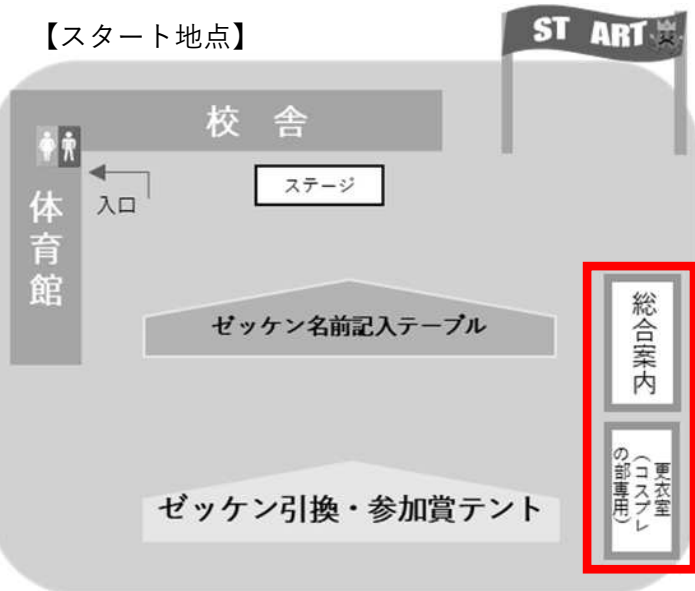 【スタート地点】
ST ART
校 舎
ステージ
入口
体育館
ゼッケン名前記入テーブル
総合案内
更衣室
（コスプレ
の部専用）
ゼッケン引換・参加賞テント